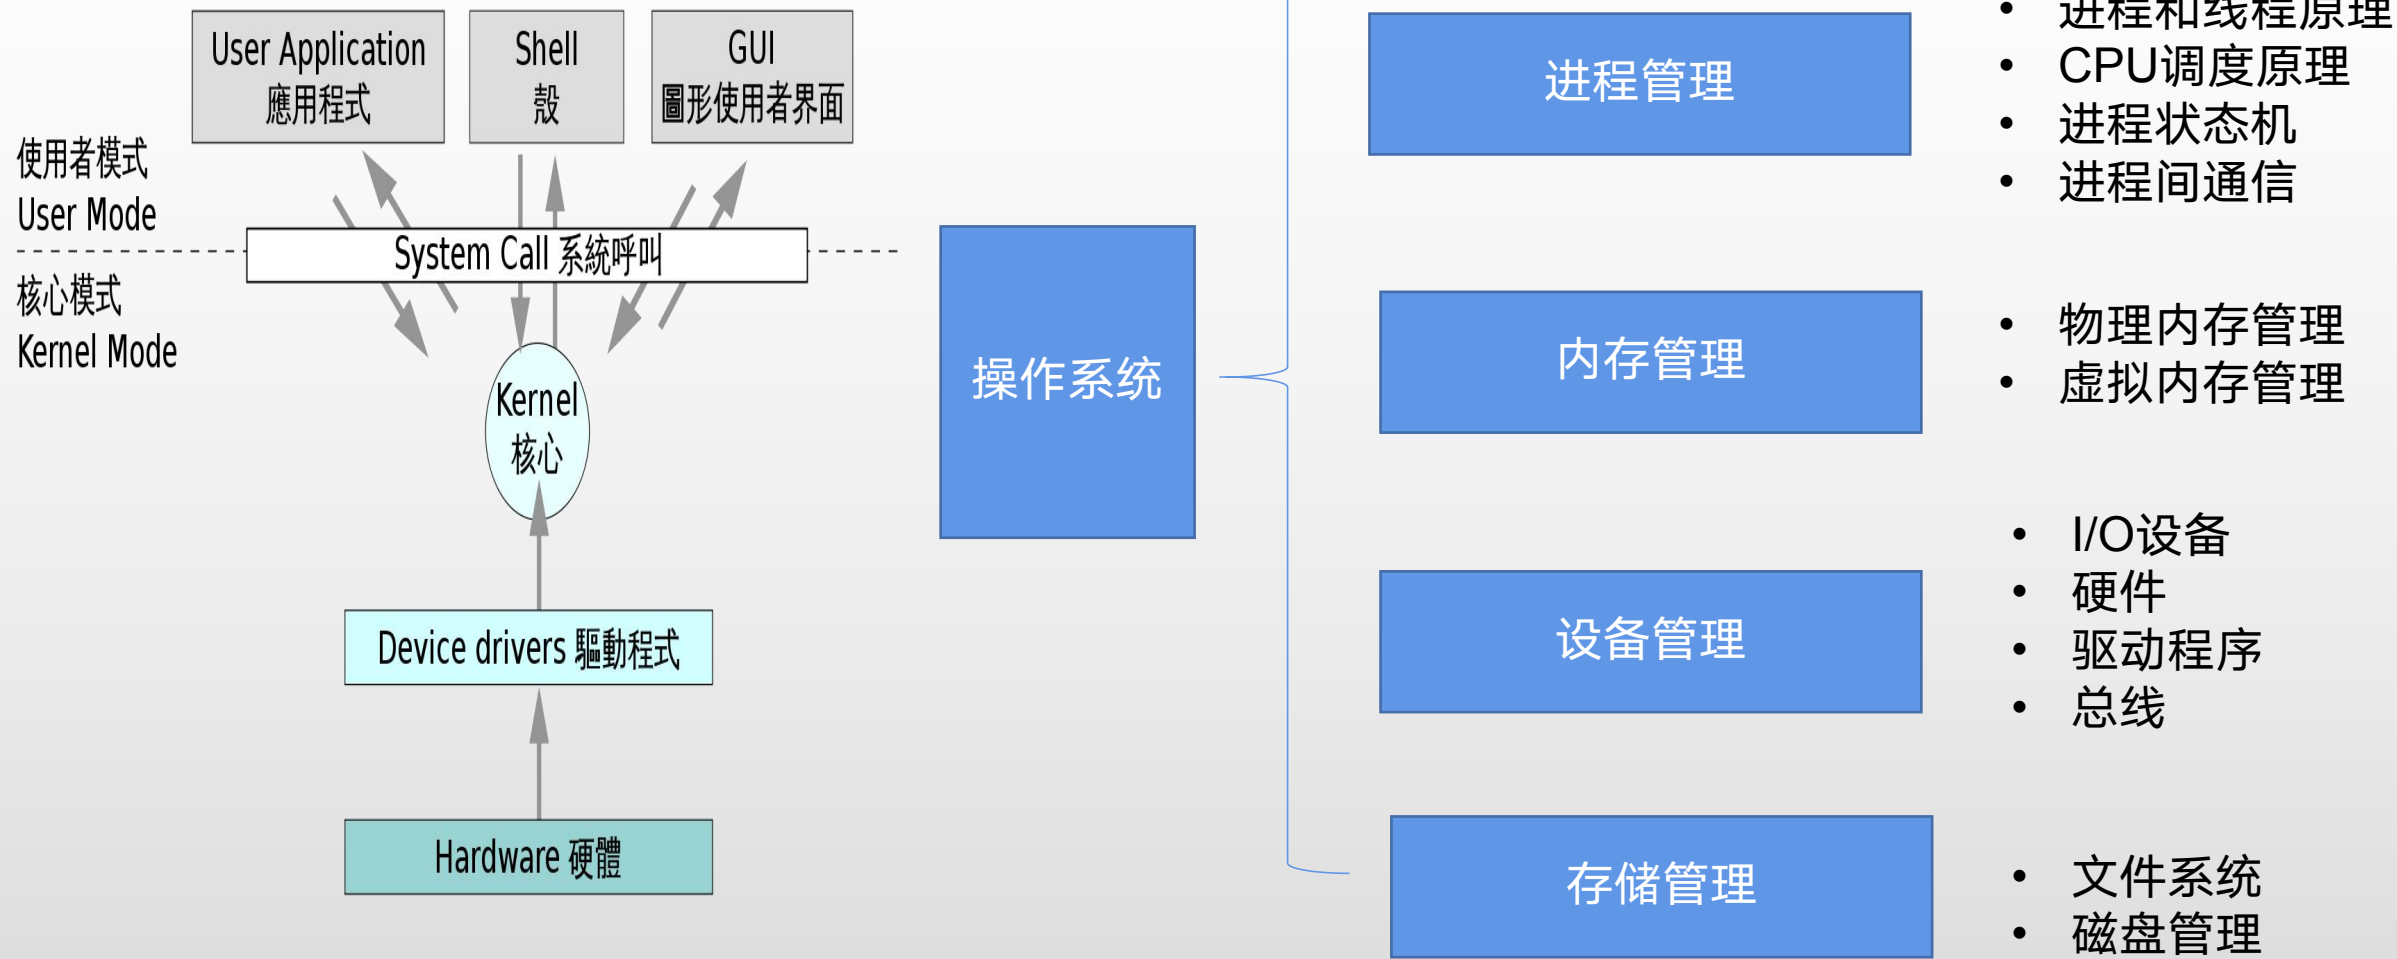 User Application
應用程式
Shell
殼
GUI
圖形使用者界面
使用者模式
User Mode
System Call 系統呼叫
核心模式
Kernel Mode
Kernel
核心
Device drivers 驅動程式
Hardware 硬體
操作系统
进程管理
进程和线程原理
CPU调度原理
进程状态机
进程间通信
内存管理
物理内存管理
虚拟内存管理
设备管理
I/O设备
硬件
驱动程序
总线
存储管理
文件系统
磁盘管理